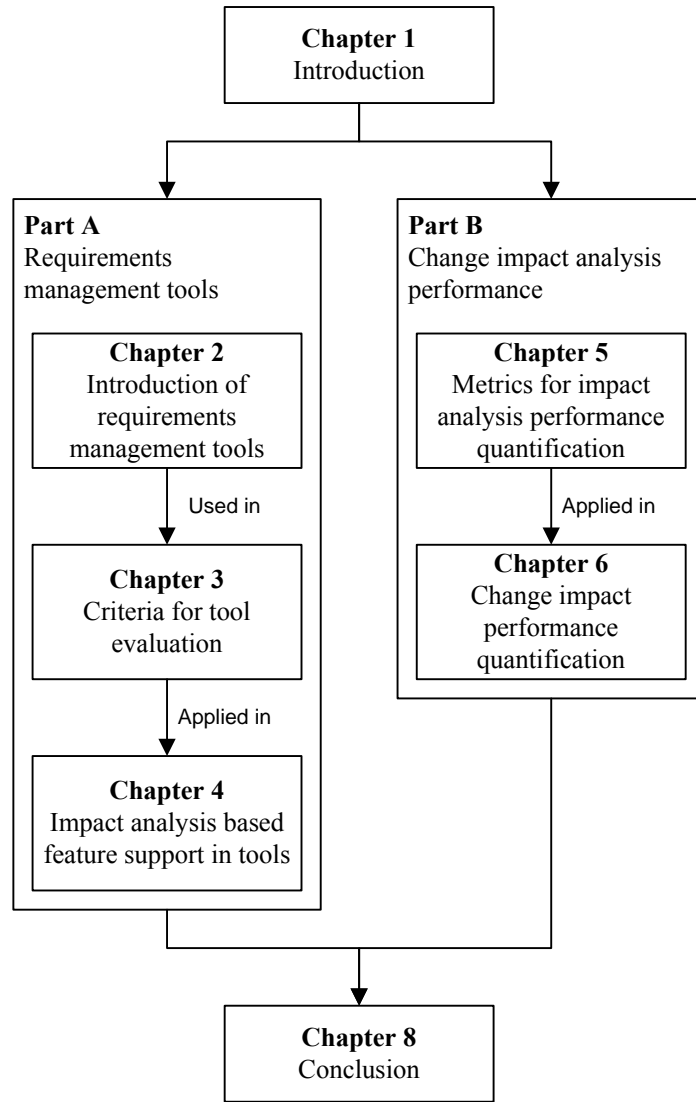 Chapter 1
Introduction
Part A
Requirements
management tools
Chapter 2
Introduction of
requirements
management tools
Used in
Chapter 3
Criteria for tool
evaluation
Applied in
Chapter 4
Impact analysis based
feature support in tools
Part B
Change impact analysis
performance
Chapter 5
Metrics for impact
analysis performance
quantification
Applied in
Chapter 6
Change impact
performance
quantification
Chapter 8
Conclusion